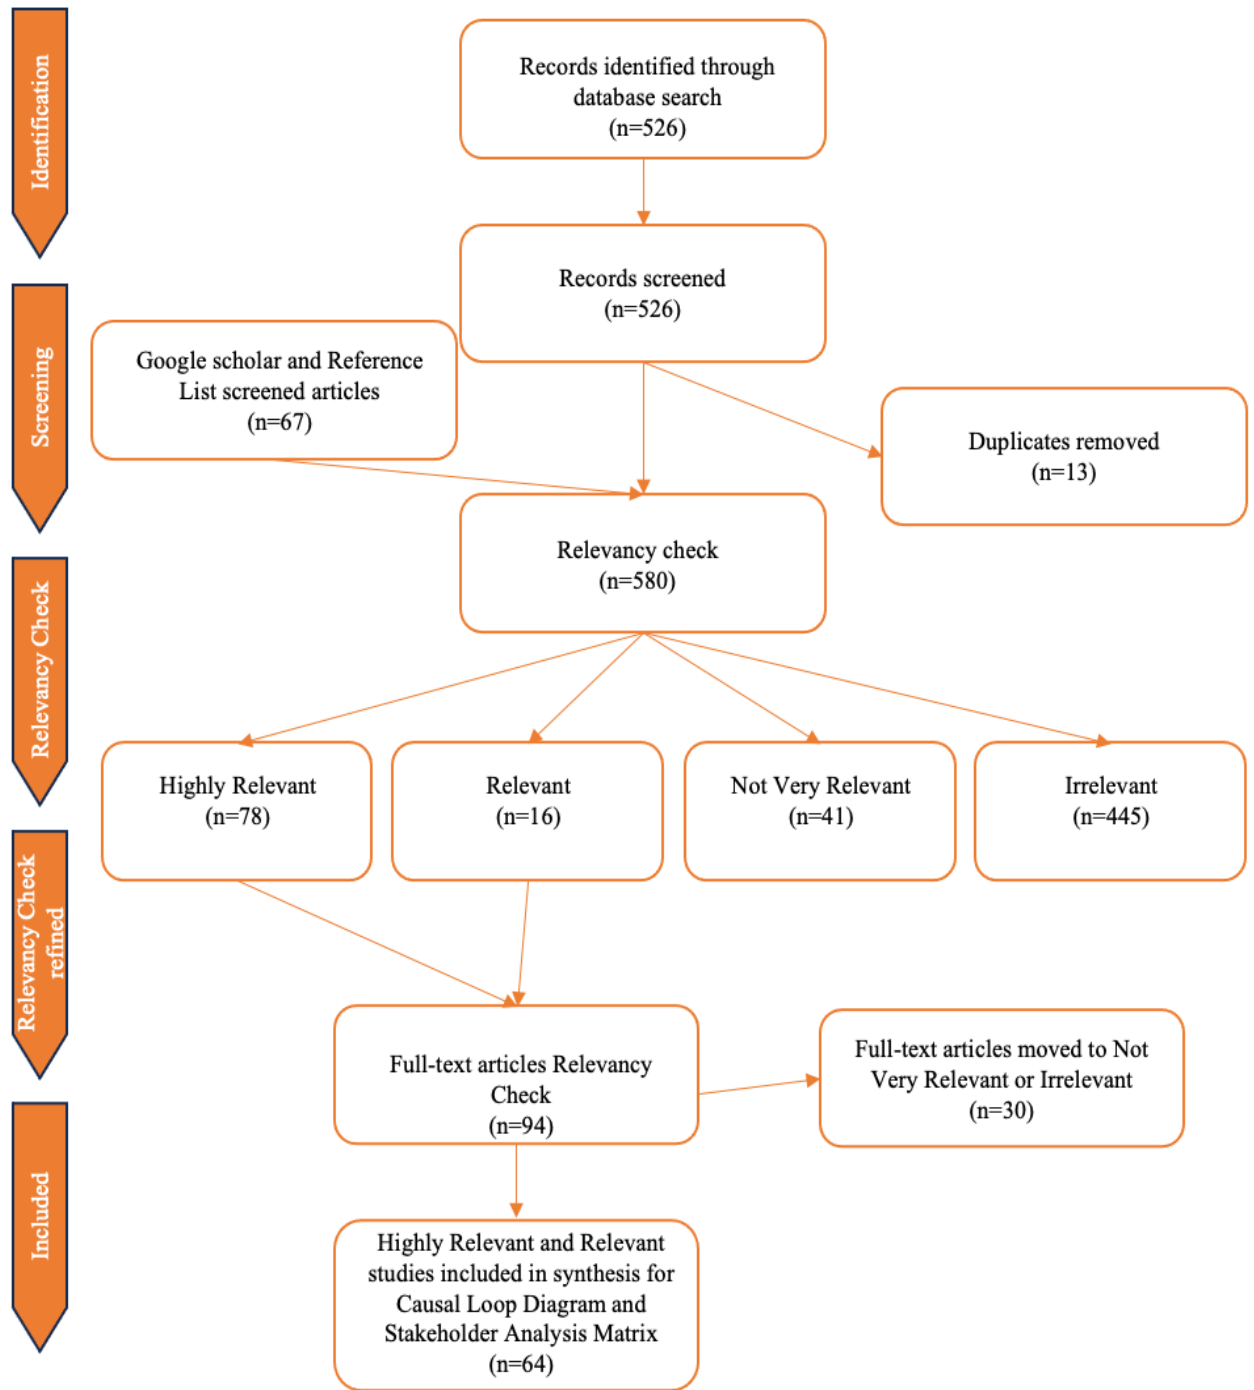 Identification
Records identified through
database search
(n=526)
Screening
Records screened
(n=526)
Google scholar and Reference
List screened articles
(n=67)
Duplicates removed
(n=13)
Relevancy Check
Relevancy check
(n=580)
Highly Relevant
(n=78)
Relevant
(n=16)
Not Very Relevant
(n=41)
Irrelevant
(n=445)
Relevancy Check
refined
Full-text articles Relevancy
Check
(n=94)
Full-text articles moved to Not
Very Relevant or Irrelevant
(n=30)
Included
Highly Relevant and Relevant
studies included in synthesis for
Causal Loop Diagram and
Stakeholder Analysis Matrix
(n=64)